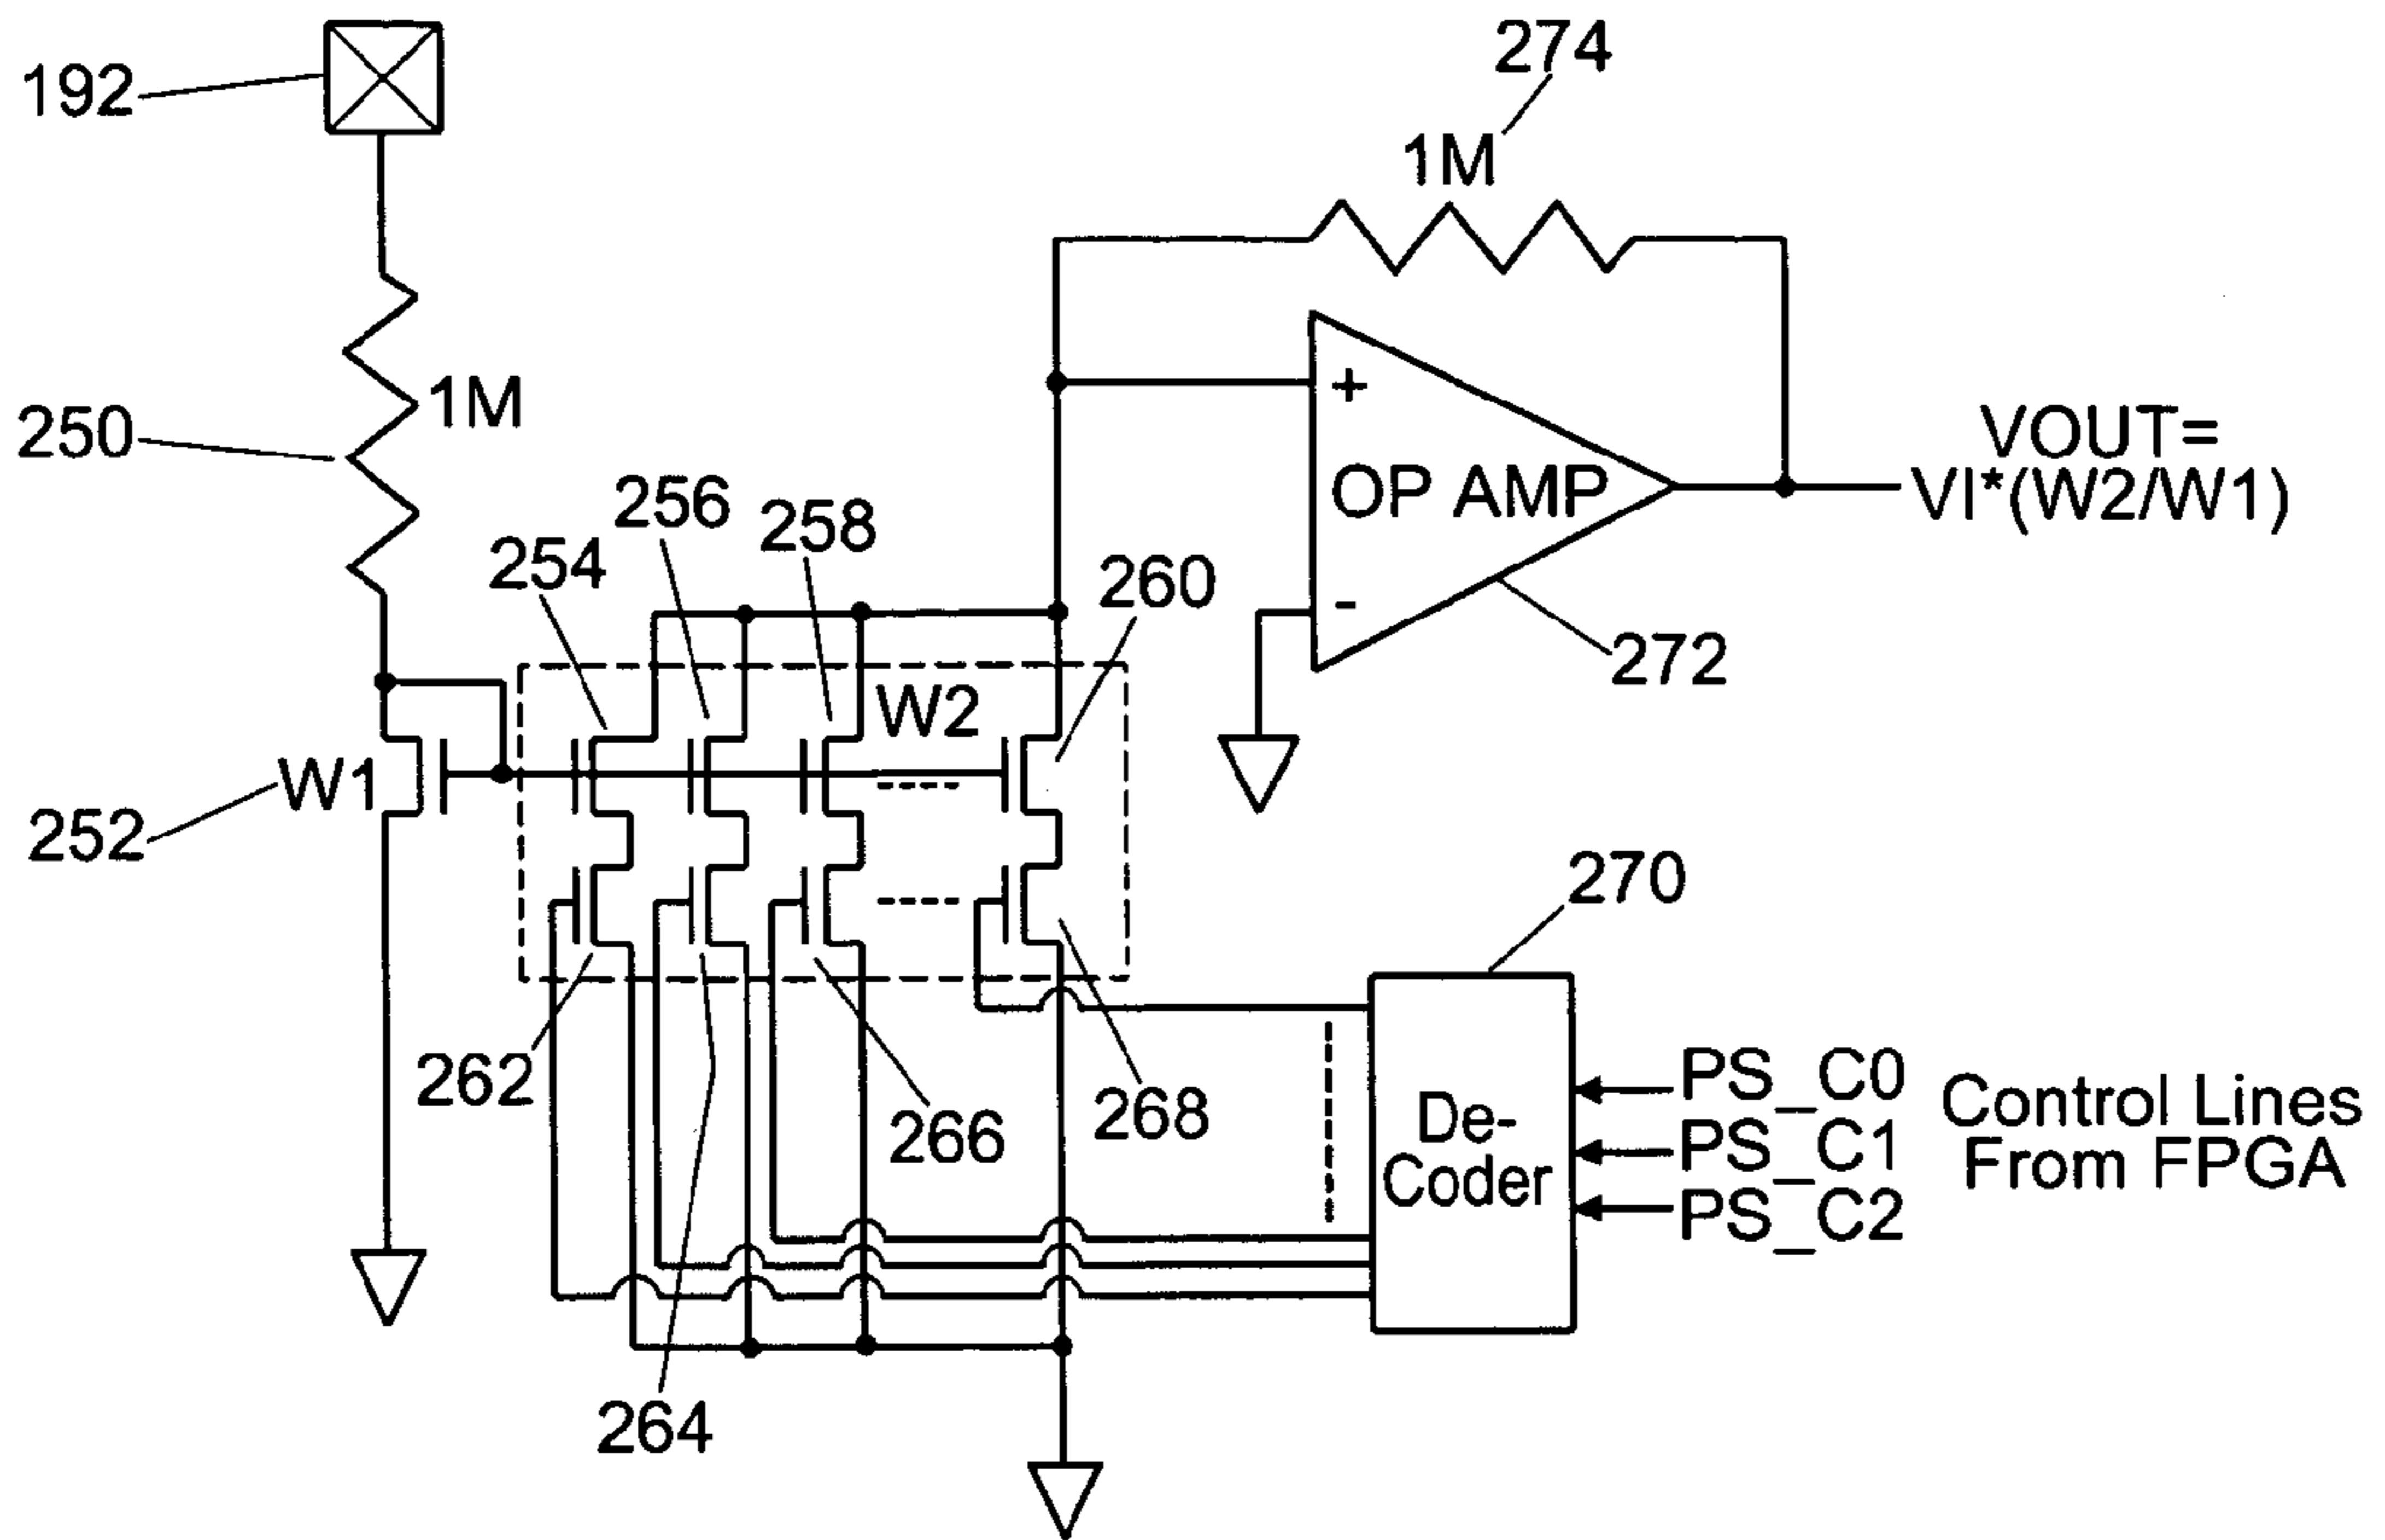 274
192
1M
1M
250
+
OP AMP
-
VOUT=
VI*(W2/W1)
256
258
254
260
272
W2
W1
252
270
262
266
268
De-
Coder
PS_C0
PS_C1
PS_C2
Control Lines
From FPGA
264